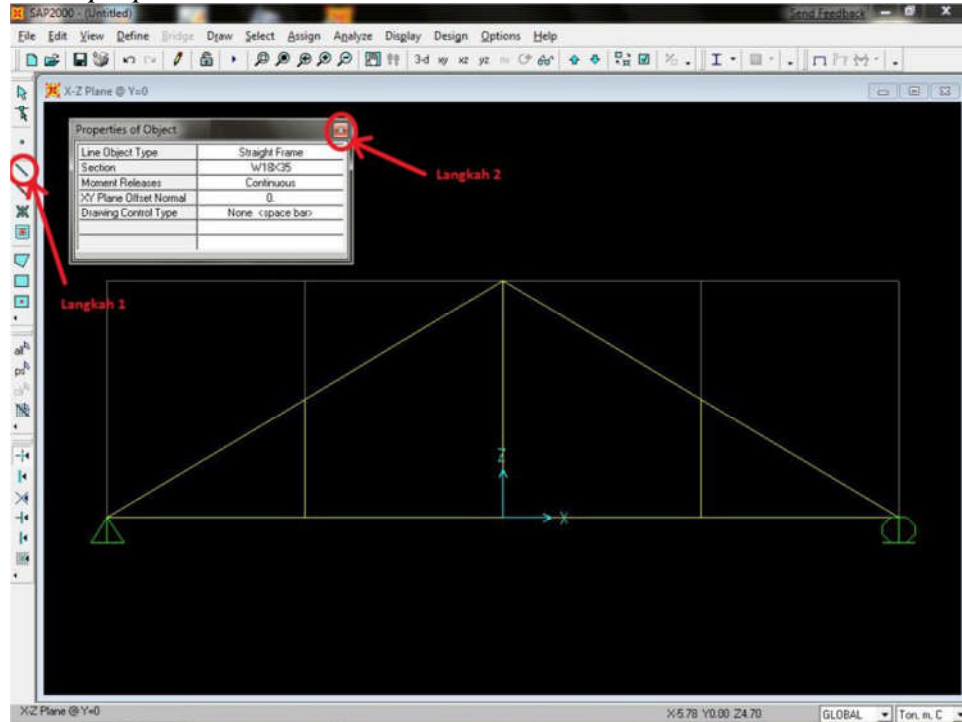 SAP2000 - (Untitled)
Send Feedback
File Edit View Define Bridge Draw Select Assign Analyze Display Design Options Help
3-d xy xz yz
X-Z Plane @ Y=0
Properties of Object
Line Object Type Straight Frame
Section W18X35
Moment Releases Continuous
XY Plane Offset Normal 0.
Drawing Control Type None <space bar>
Langkah 2
Langkah 1
all
ps
Z
X
X-Z Plane @ Y=0 X-5.78 Y0.00 Z4.70 GLOBAL Ton, m, C